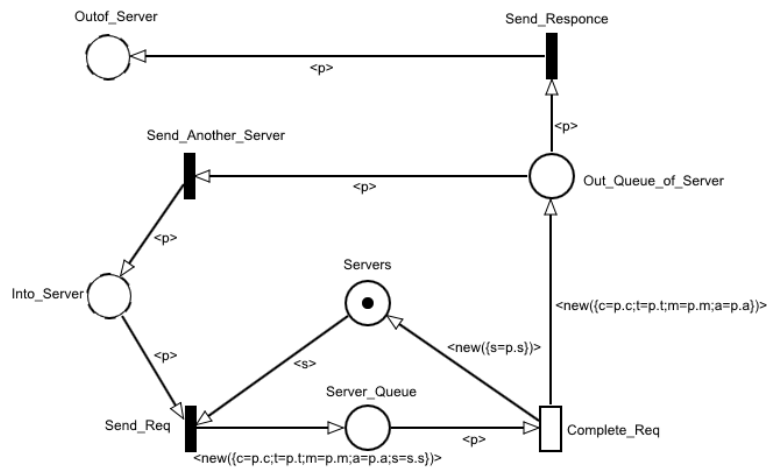 Outof_Server
Send_Responce
<p>
<p>
Send_Another_Server
<p>
Out_Queue_of_Server
<p>
Servers
Into_Server
<new({c=p.c;t=p.t;m=p.m;a=p.a})>
<new({s=p.s})>
<p>
<s>
Server_Queue
Send_Req
<p>
Complete_Req
<new({c=p.c;t=p.t;m=p.m;a=p.a;s=s.s})>